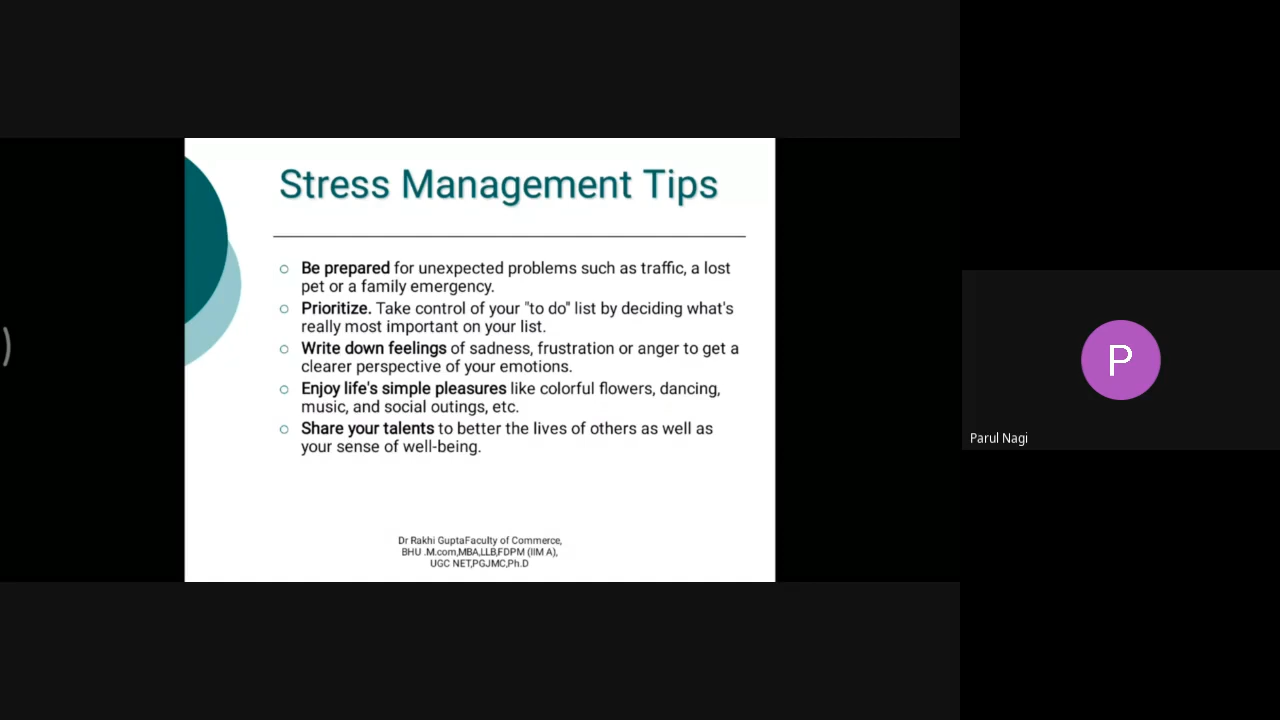 Stress Management Tips
Be prepared for unexpected problems such as traffic, a lost
pet or a family emergency.
Prioritize. Take control of your "to do" list by deciding what's
really most important on your list.
Write down feelings of sadness, frustration or anger to get a
clearer perspective of your emotions.
Enjoy life's simple pleasures like colorful flowers, dancing,
music, and social outings, etc.
Share your talents to better the lives of others as well as
your sense of well-being.
Dr Rakhi GuptaFaculty of Commerce,
BHU .M.com,MBA,LLB,FDPM (IIM A),
UGC NET,PGJMC,Ph.D
P
Parul Nagi